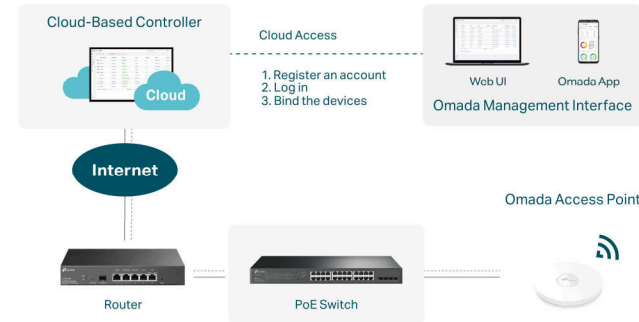 Cloud-Based Controller
Cloud
Cloud Access
1. Register an account
2. Log in
3. Bind the devices
Web UI
Omada App
Omada Management Interface
Internet
Omada Access Point
Router
PoE Switch